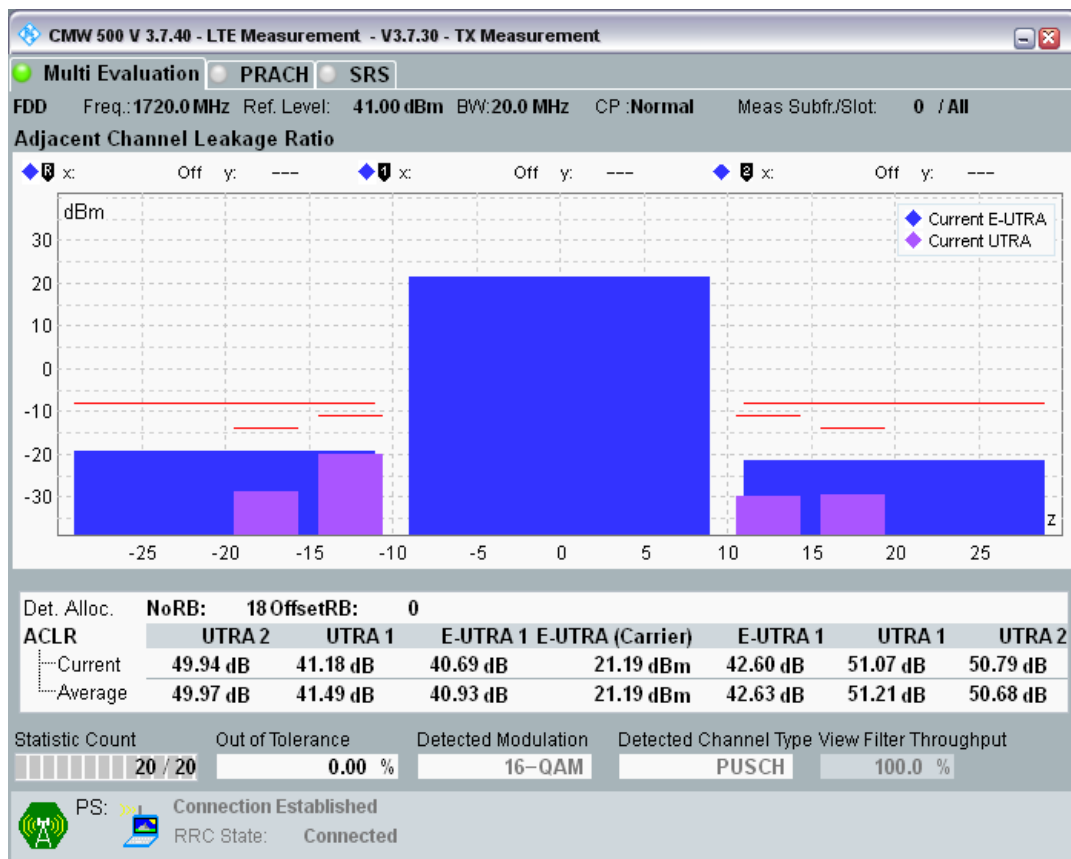 CMW 500 V 3.7.40 - LTE Measurement - V3.7.30 - TX Measurement
Multi Evaluation PRACH SRS
FDD Freq.:1720.0 MHz Ref. Level: 41.00 dBm BW:20.0 MHz CP :Normal Meas Subfr./Slot: 0 / All
Adjacent Channel Leakage Ratio
R x: Off y: --- 1 x: Off y: --- 2 x: Off y: ---
dBm
Current E-UTRA
Current UTRA
30
20
10
0
-10
-20
-30
z
-25 -20 -15 -10 -5 0 5 10 15 20 25
Det. Alloc. NoRB: 18 OffsetRB: 0
ACLR UTRA 2 UTRA 1 E-UTRA 1 E-UTRA (Carrier) E-UTRA 1 UTRA 1 UTRA 2
Current 49.94 dB 41.18 dB 40.69 dB 21.19 dBm 42.60 dB 51.07 dB 50.79 dB
Average 49.97 dB 41.49 dB 40.93 dB 21.19 dBm 42.63 dB 51.21 dB 50.68 dB
Statistic Count Out of Tolerance Detected Modulation Detected Channel Type View Filter Throughput
20 / 20 0.00 % 16-QAM PUSCH 100.0 %
PS: Connection Established
RRC State: Connected